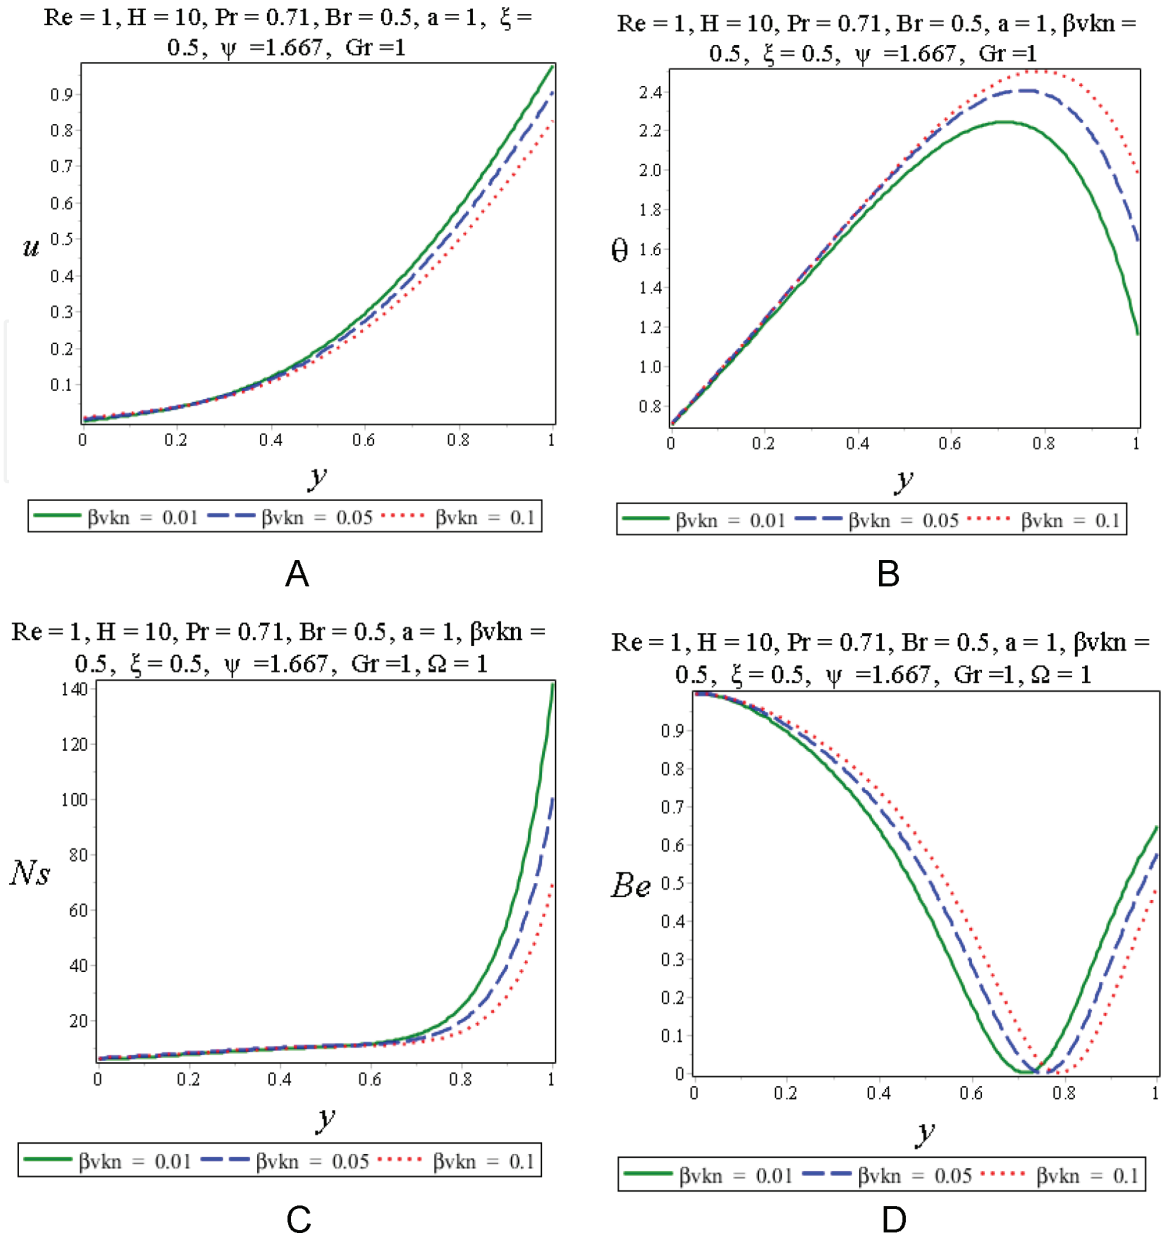 Re = 1, H = 10, Pr = 0.71, Br = 0.5, a = 1, ξ =
0.5, ψ =1.667, Gr =1
0.9
0.8
0.7
0.6
0.5
0.4
0.3
0.2
0.1
u
0
0.2
0.4
0.6
0.8
1
y
βvkn = 0.01
βvkn = 0.05
βvkn = 0.1
A
Re = 1, H = 10, Pr = 0.71, Br = 0.5, a = 1, βvkn =
0.5, ξ = 0.5, ψ =1.667, Gr =1
2.4
2.2
2.0
1.8
1.6
1.4
1.2
1.0
0.8
θ
0
0.2
0.4
0.6
0.8
1
y
βvkn = 0.01
βvkn = 0.05
βvkn = 0.1
B
Re = 1, H = 10, Pr = 0.71, Br = 0.5, a = 1, βvkn =
0.5, ξ = 0.5, ψ =1.667, Gr =1, Ω = 1
140
120
100
80
60
40
20
Ns
0
0.2
0.4
0.6
0.8
1
y
βvkn = 0.01
βvkn = 0.05
βvkn = 0.1
C
Re = 1, H = 10, Pr = 0.71, Br = 0.5, a = 1, βvkn =
0.5, ξ = 0.5, ψ =1.667, Gr =1, Ω = 1
0.9
0.8
0.7
0.6
0.5
0.4
0.3
0.2
0.1
0
Be
0
0.2
0.4
0.6
0.8
1
y
βvkn = 0.01
βvkn = 0.05
βvkn = 0.1
D